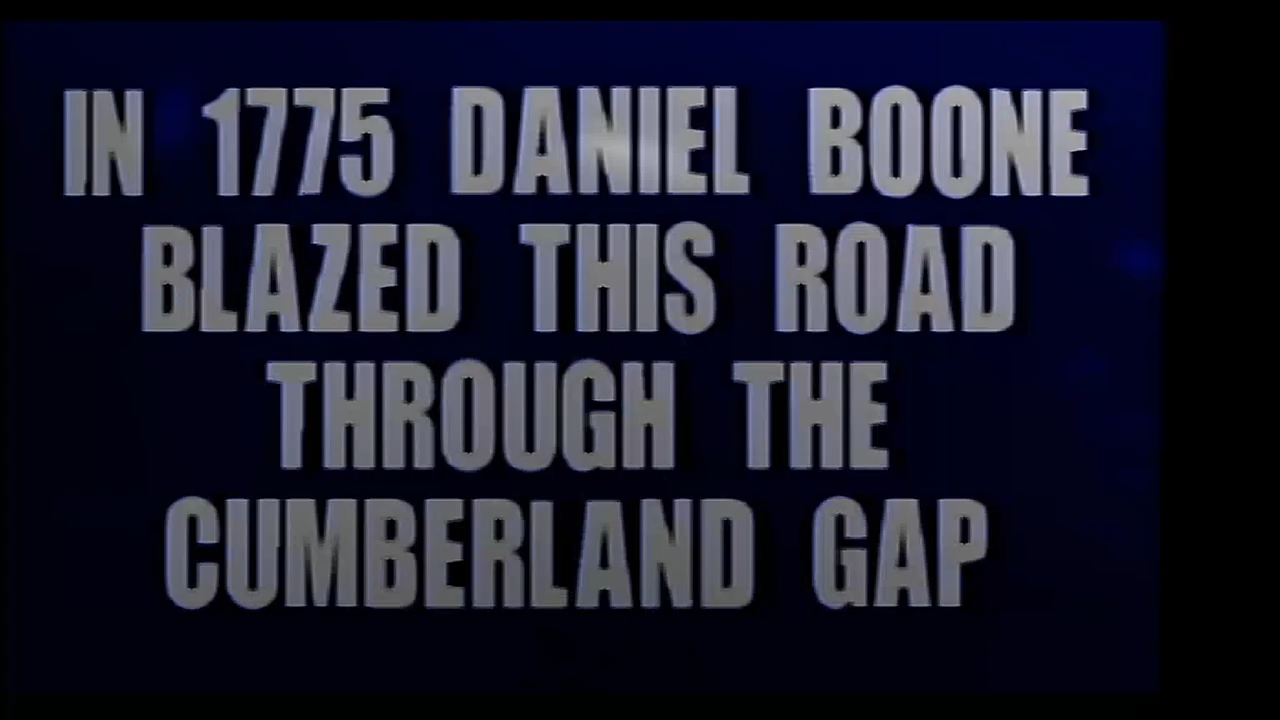 IN 1775 DANIEL BOONE
BLAZED THIS ROAD
THROUGH THE
CUMBERLAND GAP